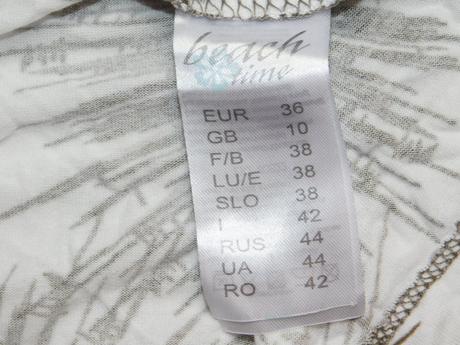 beach
time
EUR 36
GB 10
F/B 38
LU/E 38
SLO 38
I 42
RUS 44
UA 44
RO 42